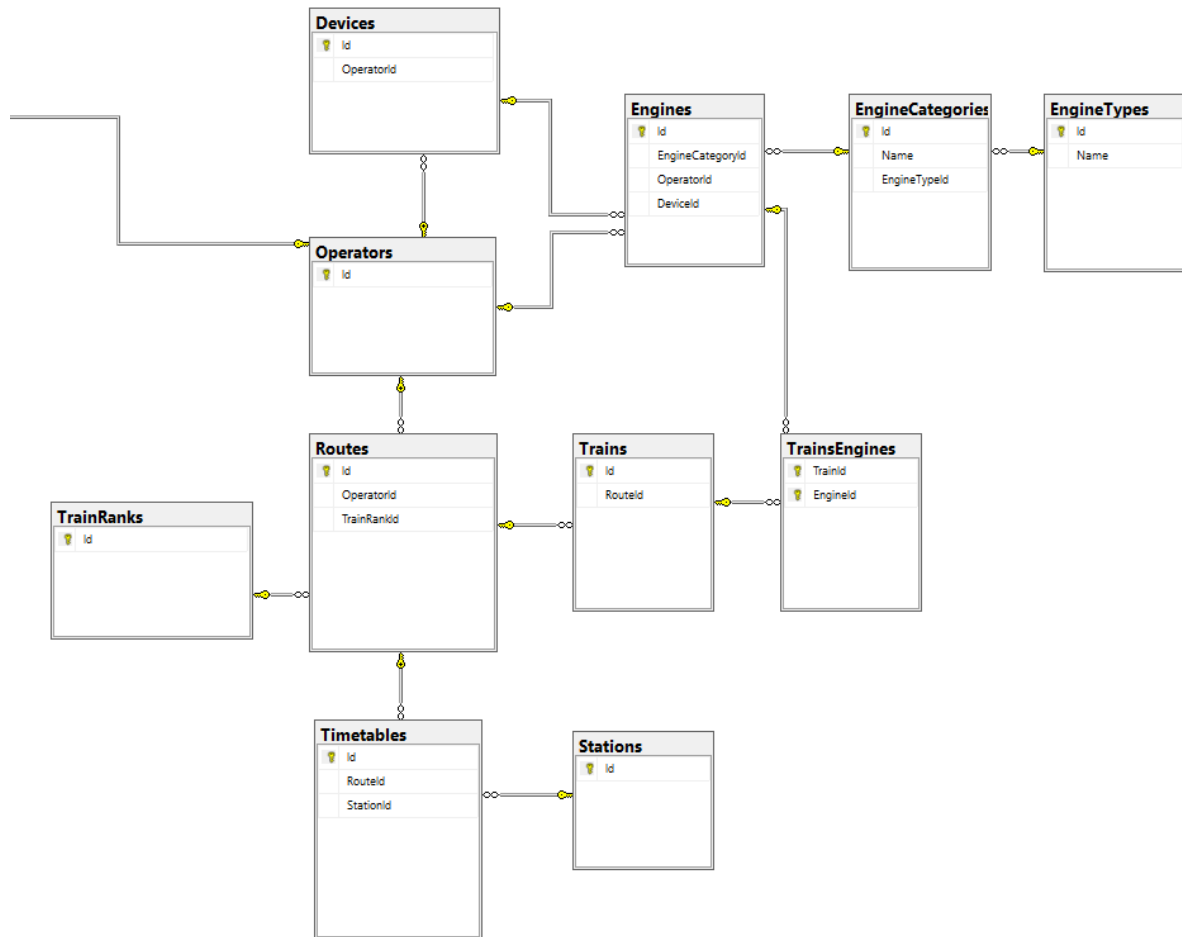 Devices
Id
OperatorId
Engines
Id
EngineCategoryId
OperatorId
DeviceId
EngineCategories
Id
Name
EngineTypeId
EngineTypes
Id
Name
Operators
Id
Routes
Id
OperatorId
TrainRankId
Trains
Id
RouteId
TrainsEngines
TrainId
EngineId
TrainRanks
Id
Timetables
Id
RouteId
StationId
Stations
Id